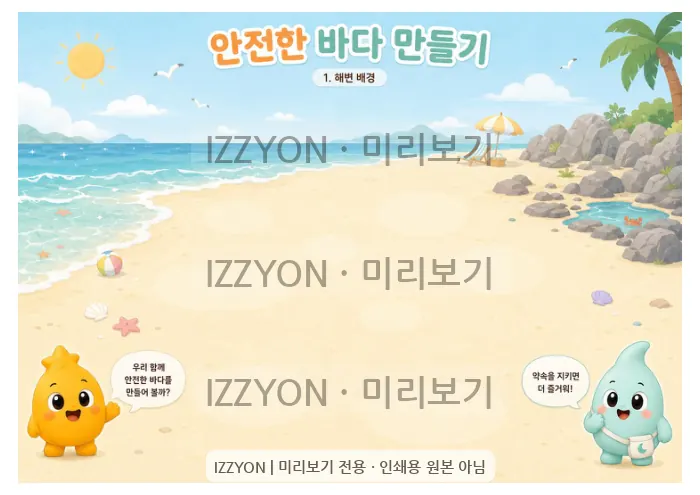 안전한 바다 만들기
1. 해변 배경
IZZYON · 미리보기
IZZYON · 미리보기
IZZYON · 미리보기
우리 함께
안전한 바다를
만들어 볼까?
약속을 지키면
더 즐거워!
IZZYON | 미리보기 전용 · 인쇄용 원본 아님